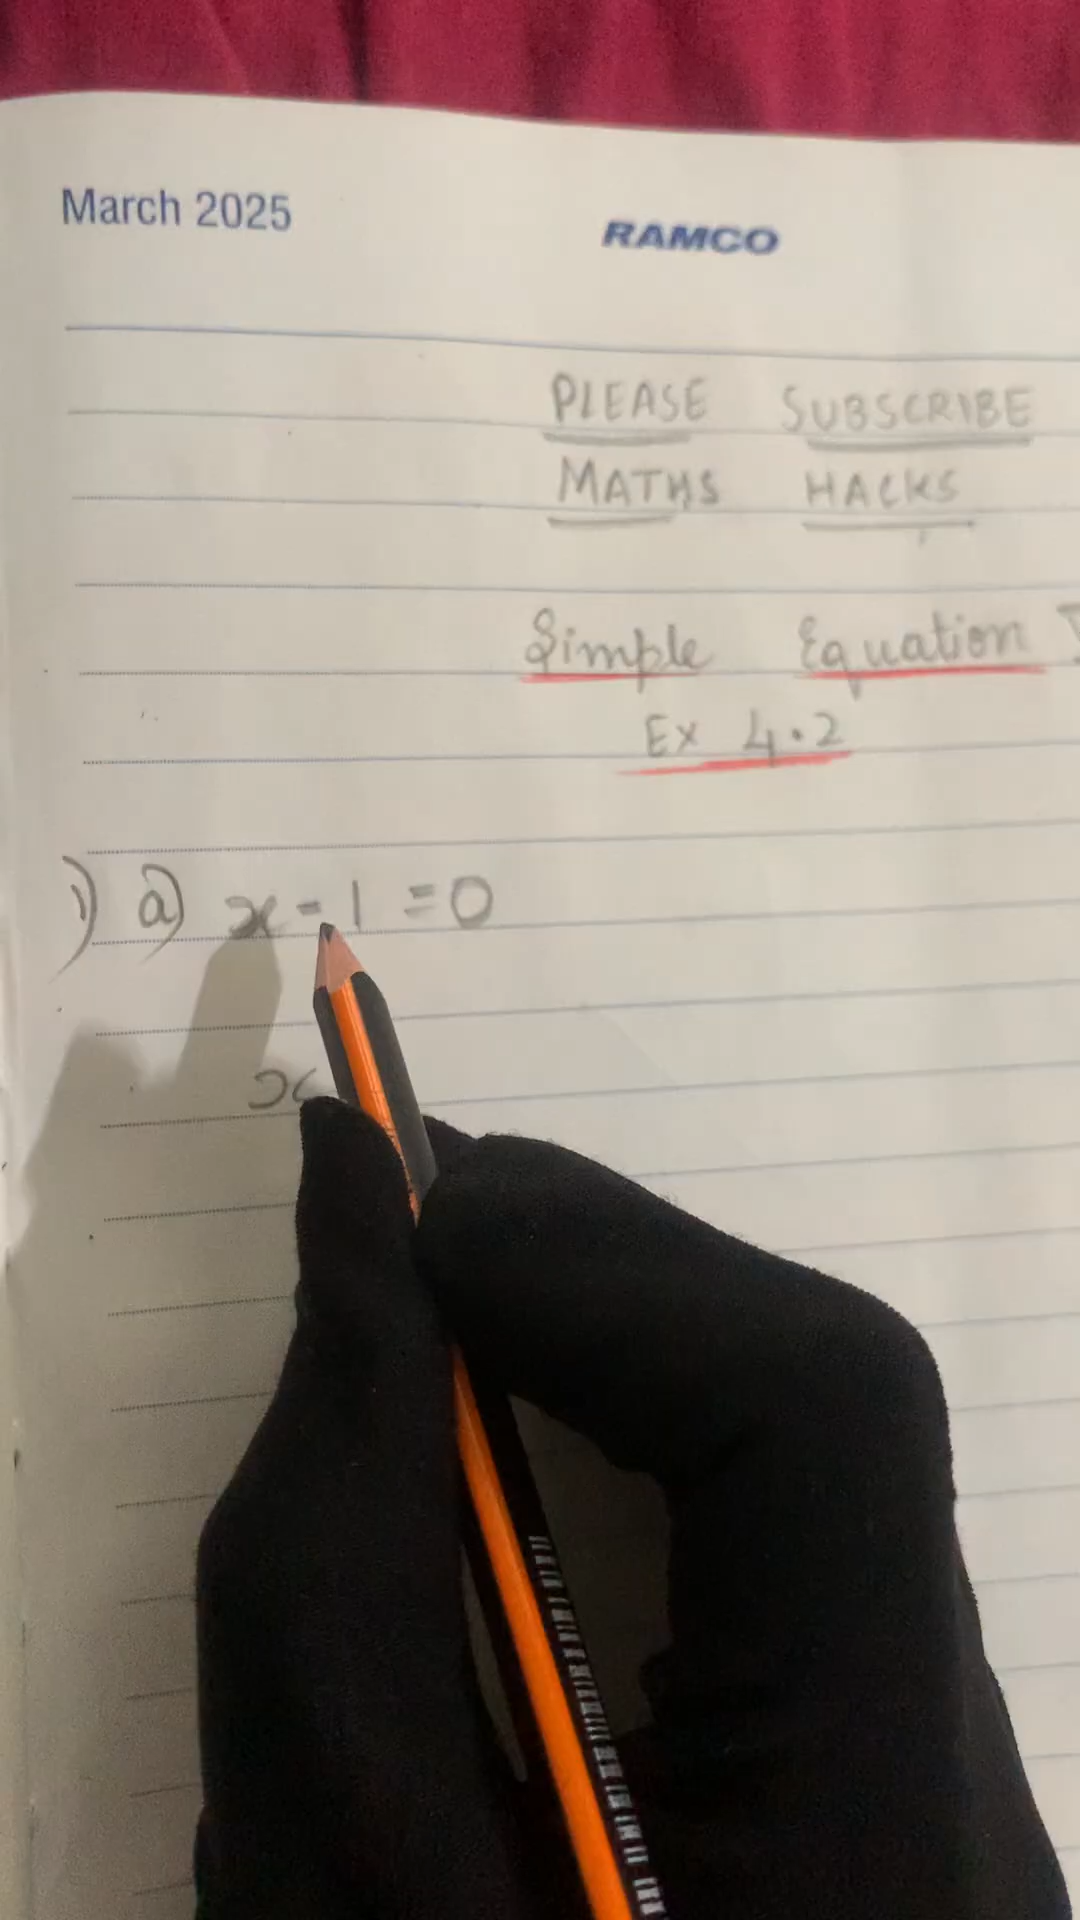 March 2025
RAMCO
PLEASE SUBSCRIBE
MATHS HACKS
Simple Equation
Ex 4.2
1) a) x - 1 = 0
x